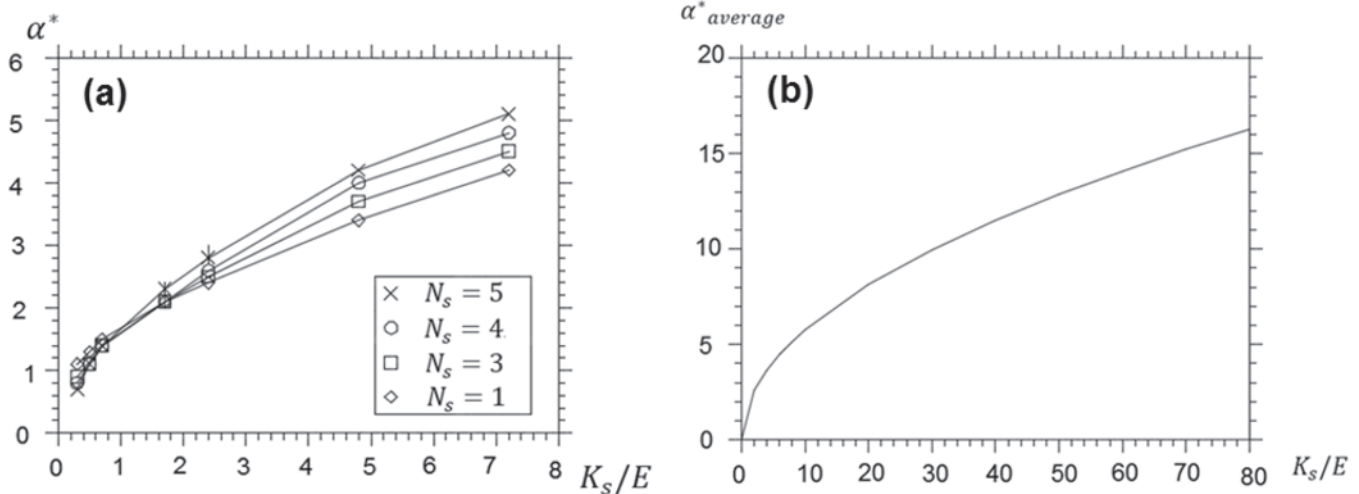 α*
6
5
4
3
2
1
0
0 1 2 3 4 5 6 7 8
K_s/E
(a)
N_s = 5
N_s = 4
N_s = 3
N_s = 1
α*_average
20
15
10
5
0
0 10 20 30 40 50 60 70 80
K_s/E
(b)